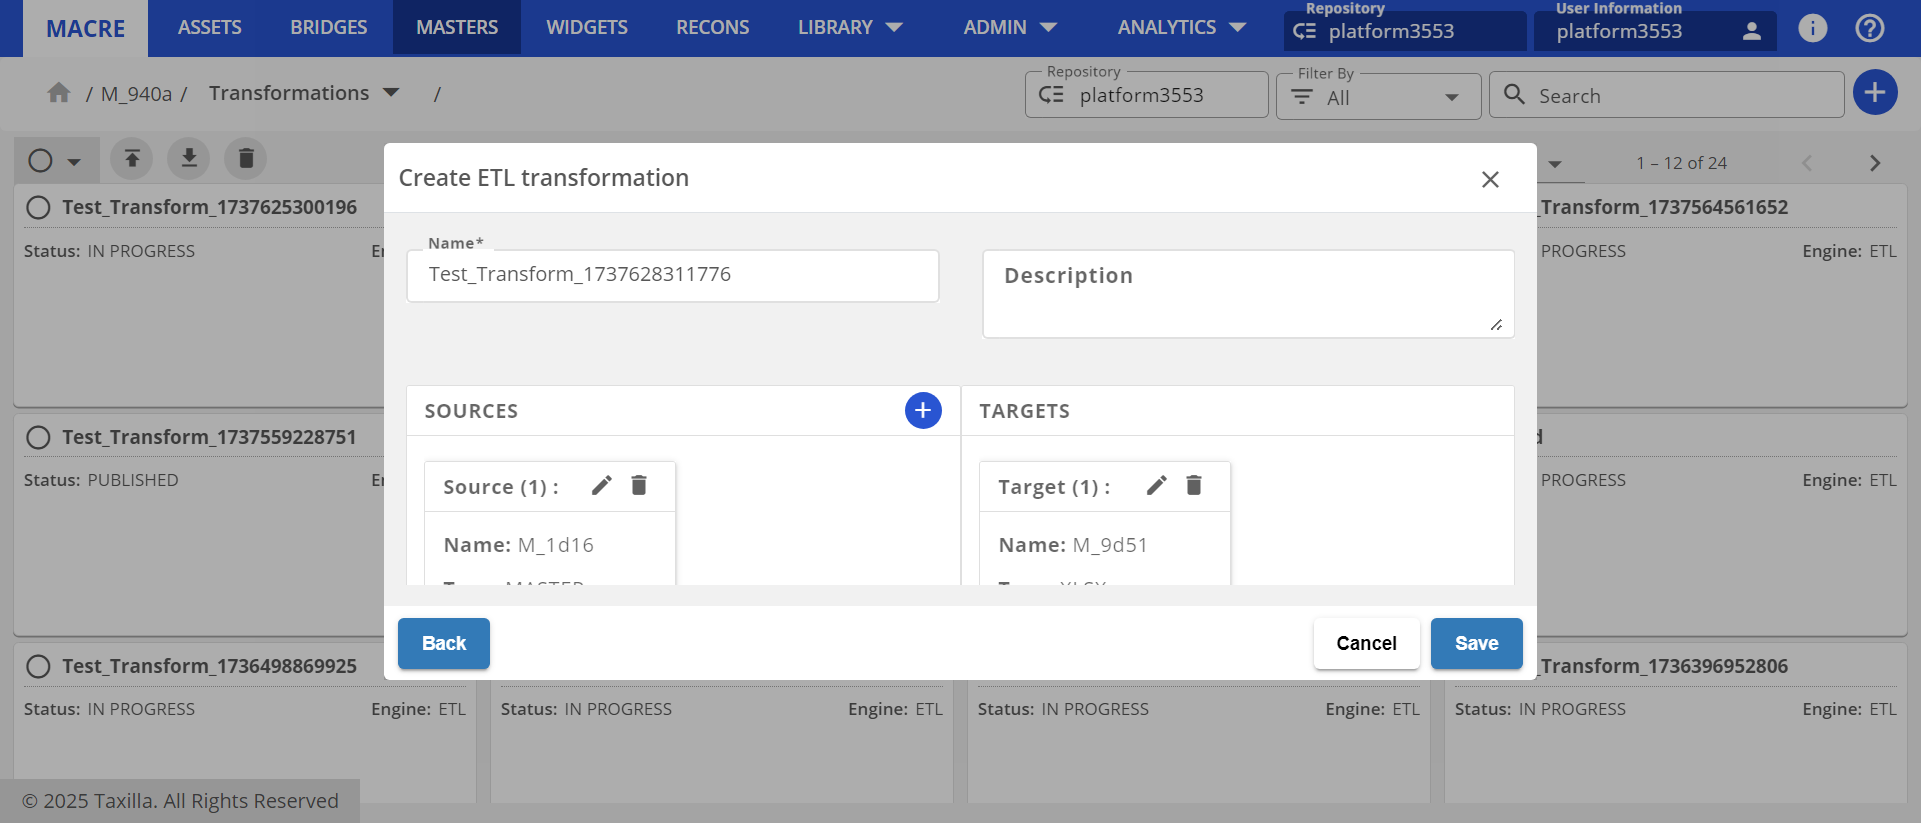 MACRE
ASSETS
BRIDGES
MASTERS
WIDGETS
RECONS
LIBRARY
ADMIN
ANALYTICS
Repository
platform3553
User Information
platform3553
/ M_940a / Transformations /
Repository
platform3553
Filter By
All
Search
1 – 12 of 24
Create ETL transformation
Name*
Test_Transform_1737628311776
Description
SOURCES
TARGETS
Source (1) :
Name: M_1d16
Target (1) :
Name: M_9d51
Back
Cancel
Save
Test_Transform_1737625300196
Status: IN PROGRESS
_Transform_1737564561652
PROGRESS
Engine: ETL
Test_Transform_1737559228751
Status: PUBLISHED
PROGRESS
Engine: ETL
Test_Transform_1736498869925
Status: IN PROGRESS Engine: ETL
Status: IN PROGRESS Engine: ETL
Status: IN PROGRESS Engine: ETL
_Transform_1736396952806
Status: IN PROGRESS Engine: ETL
© 2025 Taxilla. All Rights Reserved